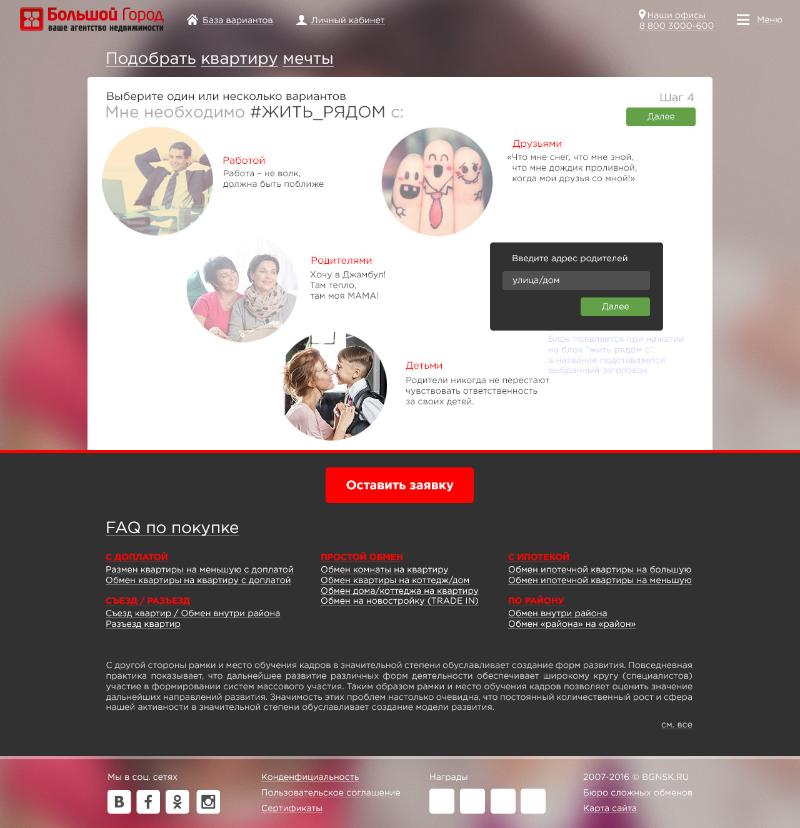 Большой Город
ваше агентство недвижимости
База вариантов
Личный кабинет
Наши офисы
8 800 3000-600
Меню
Подобрать квартиру мечты
Выберите один или несколько вариантов
Мне необходимо #ЖИТЬ_РЯДОМ с:
Шаг 4
Далее
Работой
Работа – не волк,
должна быть поближе
Друзьями
«Что мне снег, что мне зной,
что мне дождик проливной,
когда мои друзья со мной!»
Родителями
Хочу в Джамбул!
Там тепло,
там моя МАМА!
Введите адрес родителей
улица/дом
Далее
Блок появляется при нажатии
на блок "жить рядом с",
в название подставляется
выбранный заголовок
Детьми
Родители никогда не перестают
чувствовать ответственность
за своих детей.
Оставить заявку
FAQ по покупке
С ДОПЛАТОЙ
Размен квартиры на меньшую с доплатой
Обмен квартиры на квартиру с доплатой
СЪЕЗД / РАЗЪЕЗД
Съезд квартир / Обмен внутри района
Разъезд квартир
ПРОСТОЙ ОБМЕН
Обмен комнаты на квартиру
Обмен квартиры на коттедж/дом
Обмен дома/коттеджа на квартиру
Обмен на новостройку (TRADE IN)
С ИПОТЕКОЙ
Обмен ипотечной квартиры на большую
Обмен ипотечной квартиры на меньшую
ПО РАЙОНУ
Обмен внутри района
Обмен «района» на «район»
С другой стороны рамки и место обучения кадров в значительной степени обуславливает создание форм развития. Повседневная
практика показывает, что дальнейшее развитие различных форм деятельности обеспечивает широкому кругу (специалистов)
участие в формировании систем массового участия. Таким образом рамки и место обучения кадров позволяет оценить значение
дальнейших направлений развития. Значимость этих проблем настолько очевидна, что постоянный количественный рост и сфера
нашей активности в значительной степени обуславливает создание модели развития.
см. все
Мы в соц. сетях
Конфенциальность
Пользовательское соглашение
Сертификаты
Награды
2007-2016 © BGNSK.RU
Бюро сложных обменов
Карта сайта